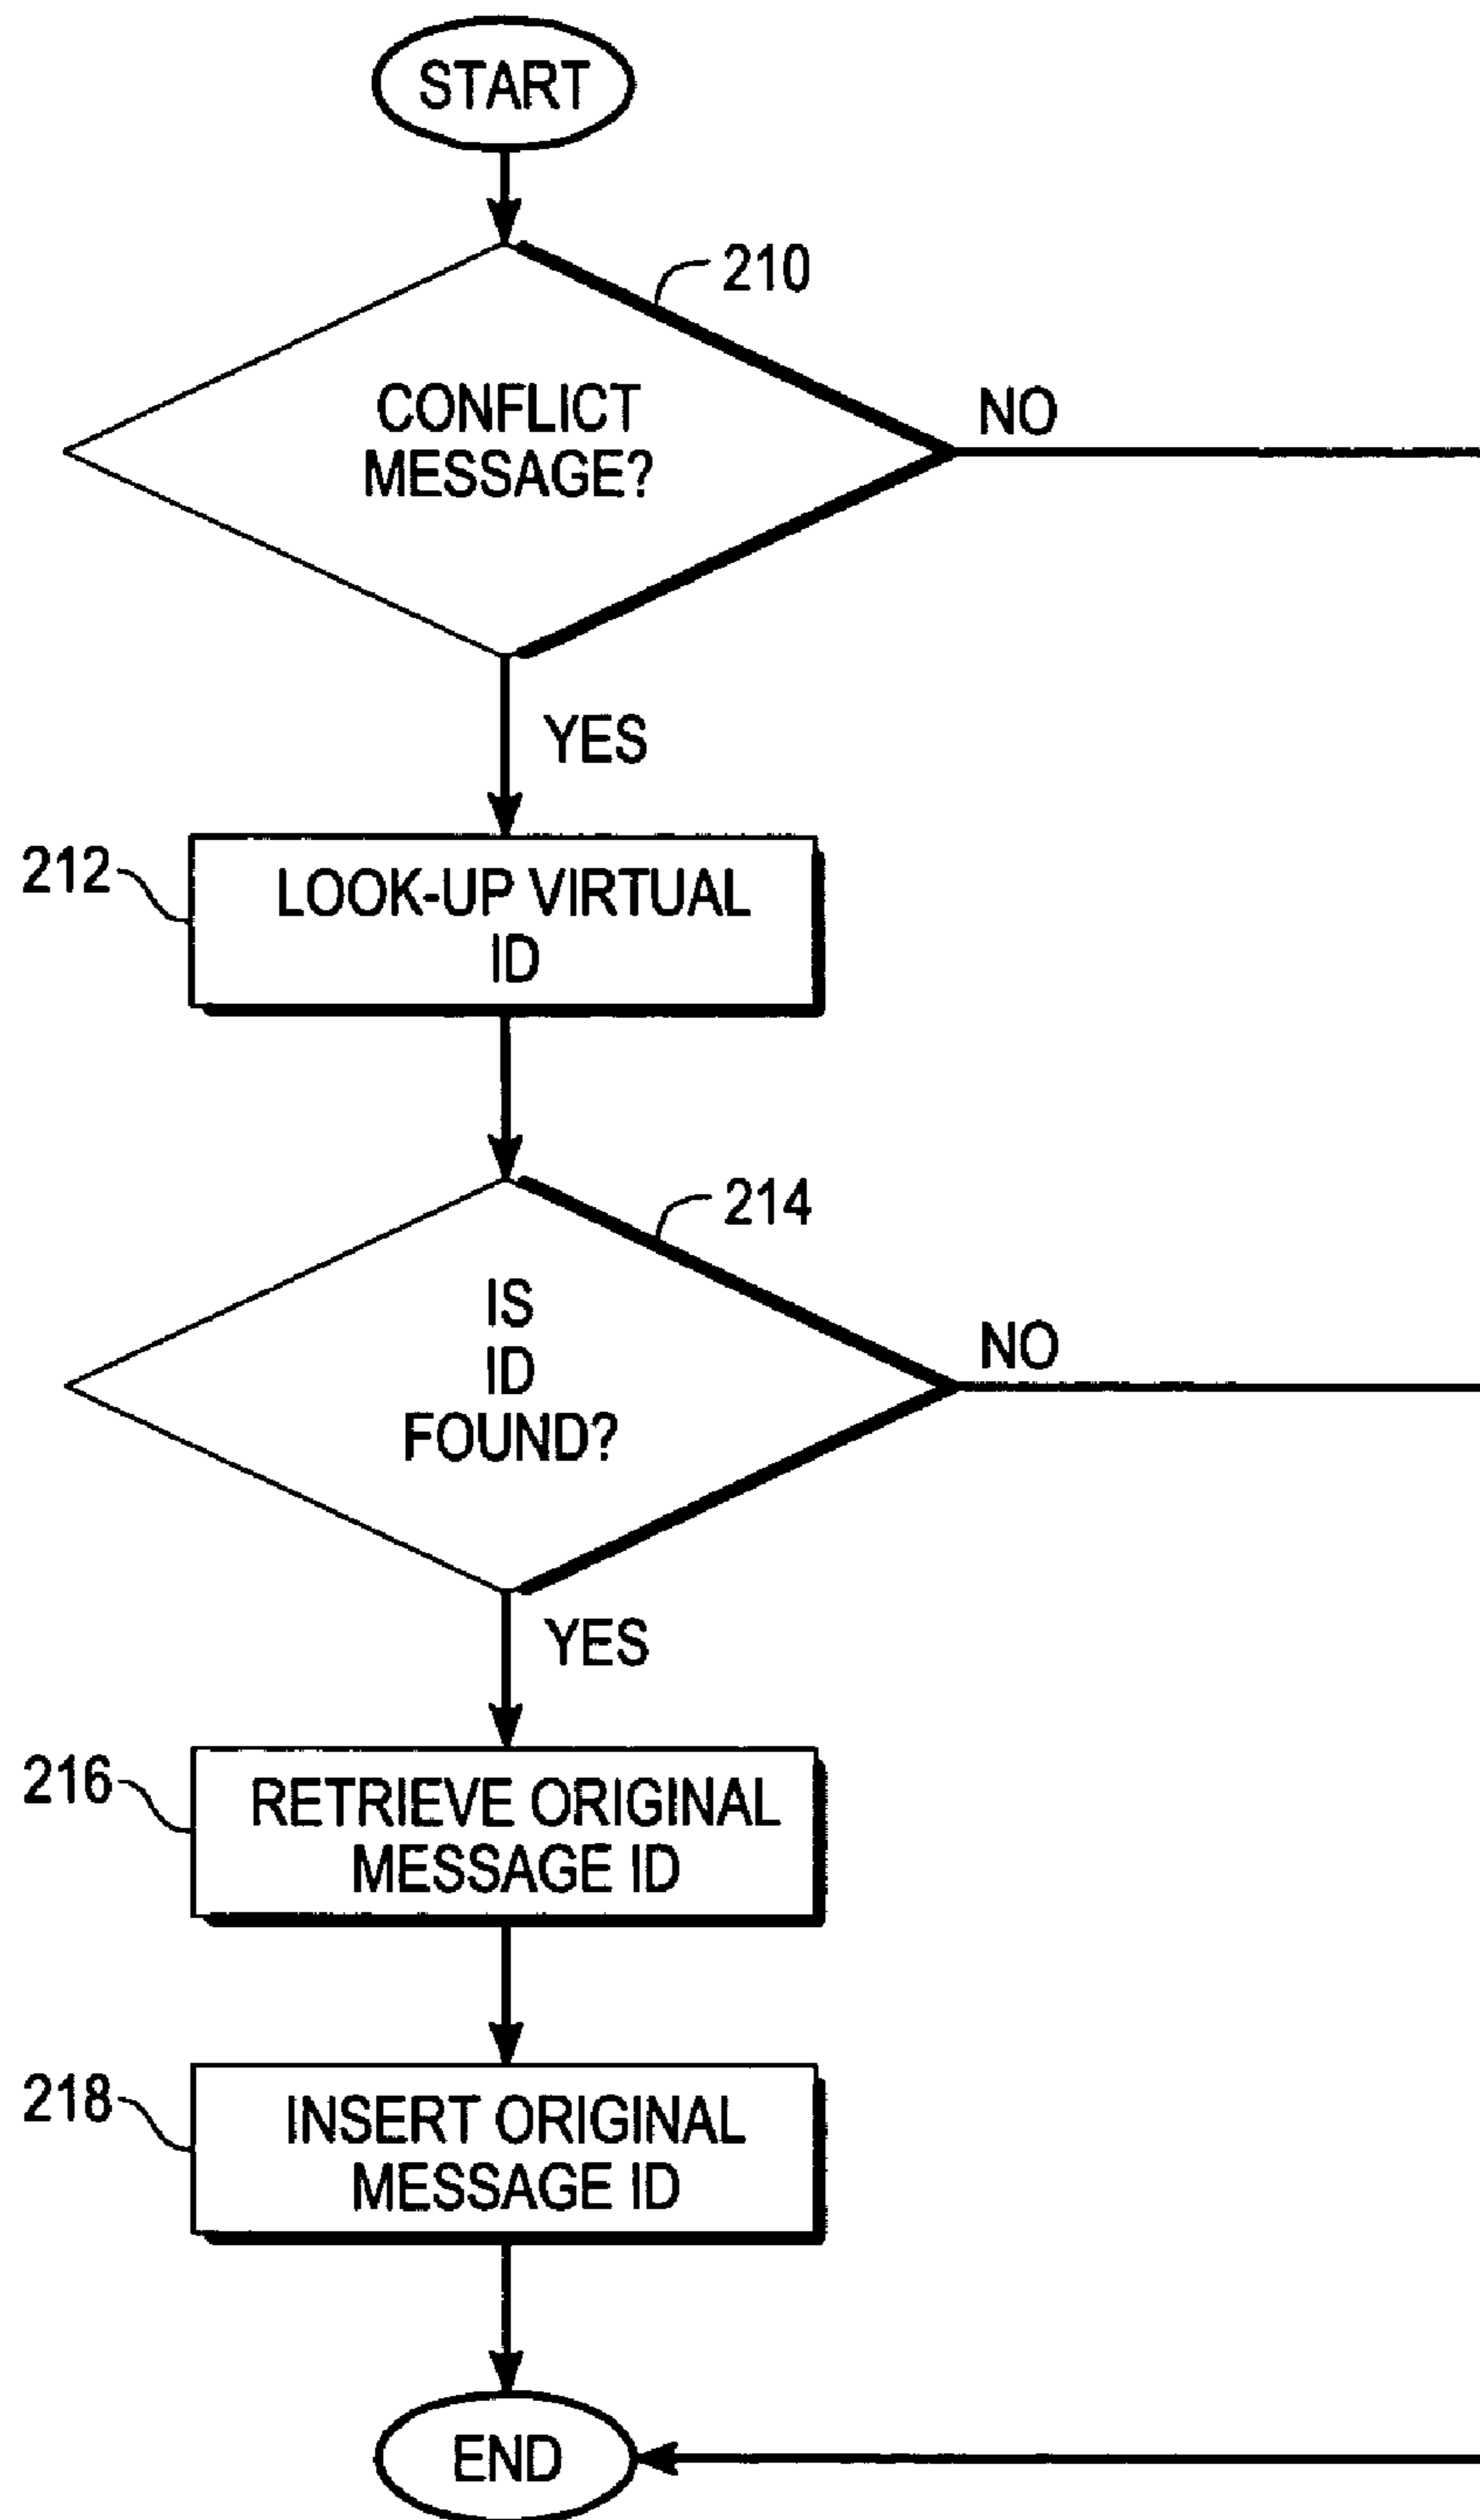 START
210
CONFLICT
MESSAGE?
NO
YES
212
LOOK-UP VIRTUAL
ID
214
IS
ID
FOUND?
NO
YES
216
RETRIEVE ORIGINAL
MESSAGE ID
218
INSERT ORIGINAL
MESSAGE ID
END